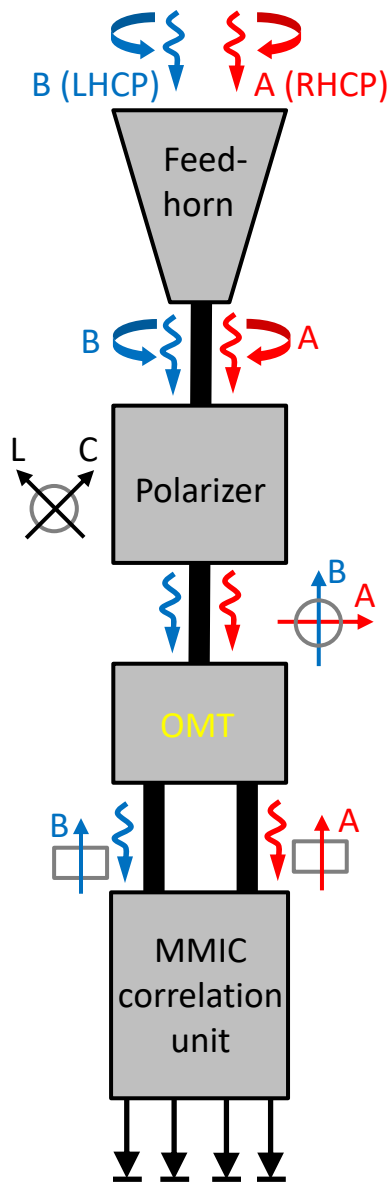 B (LHCP) A (RHCP)
Feed-
horn
B A
L C
Polarizer
B
A
OMT
B A
MMIC
correlation
unit